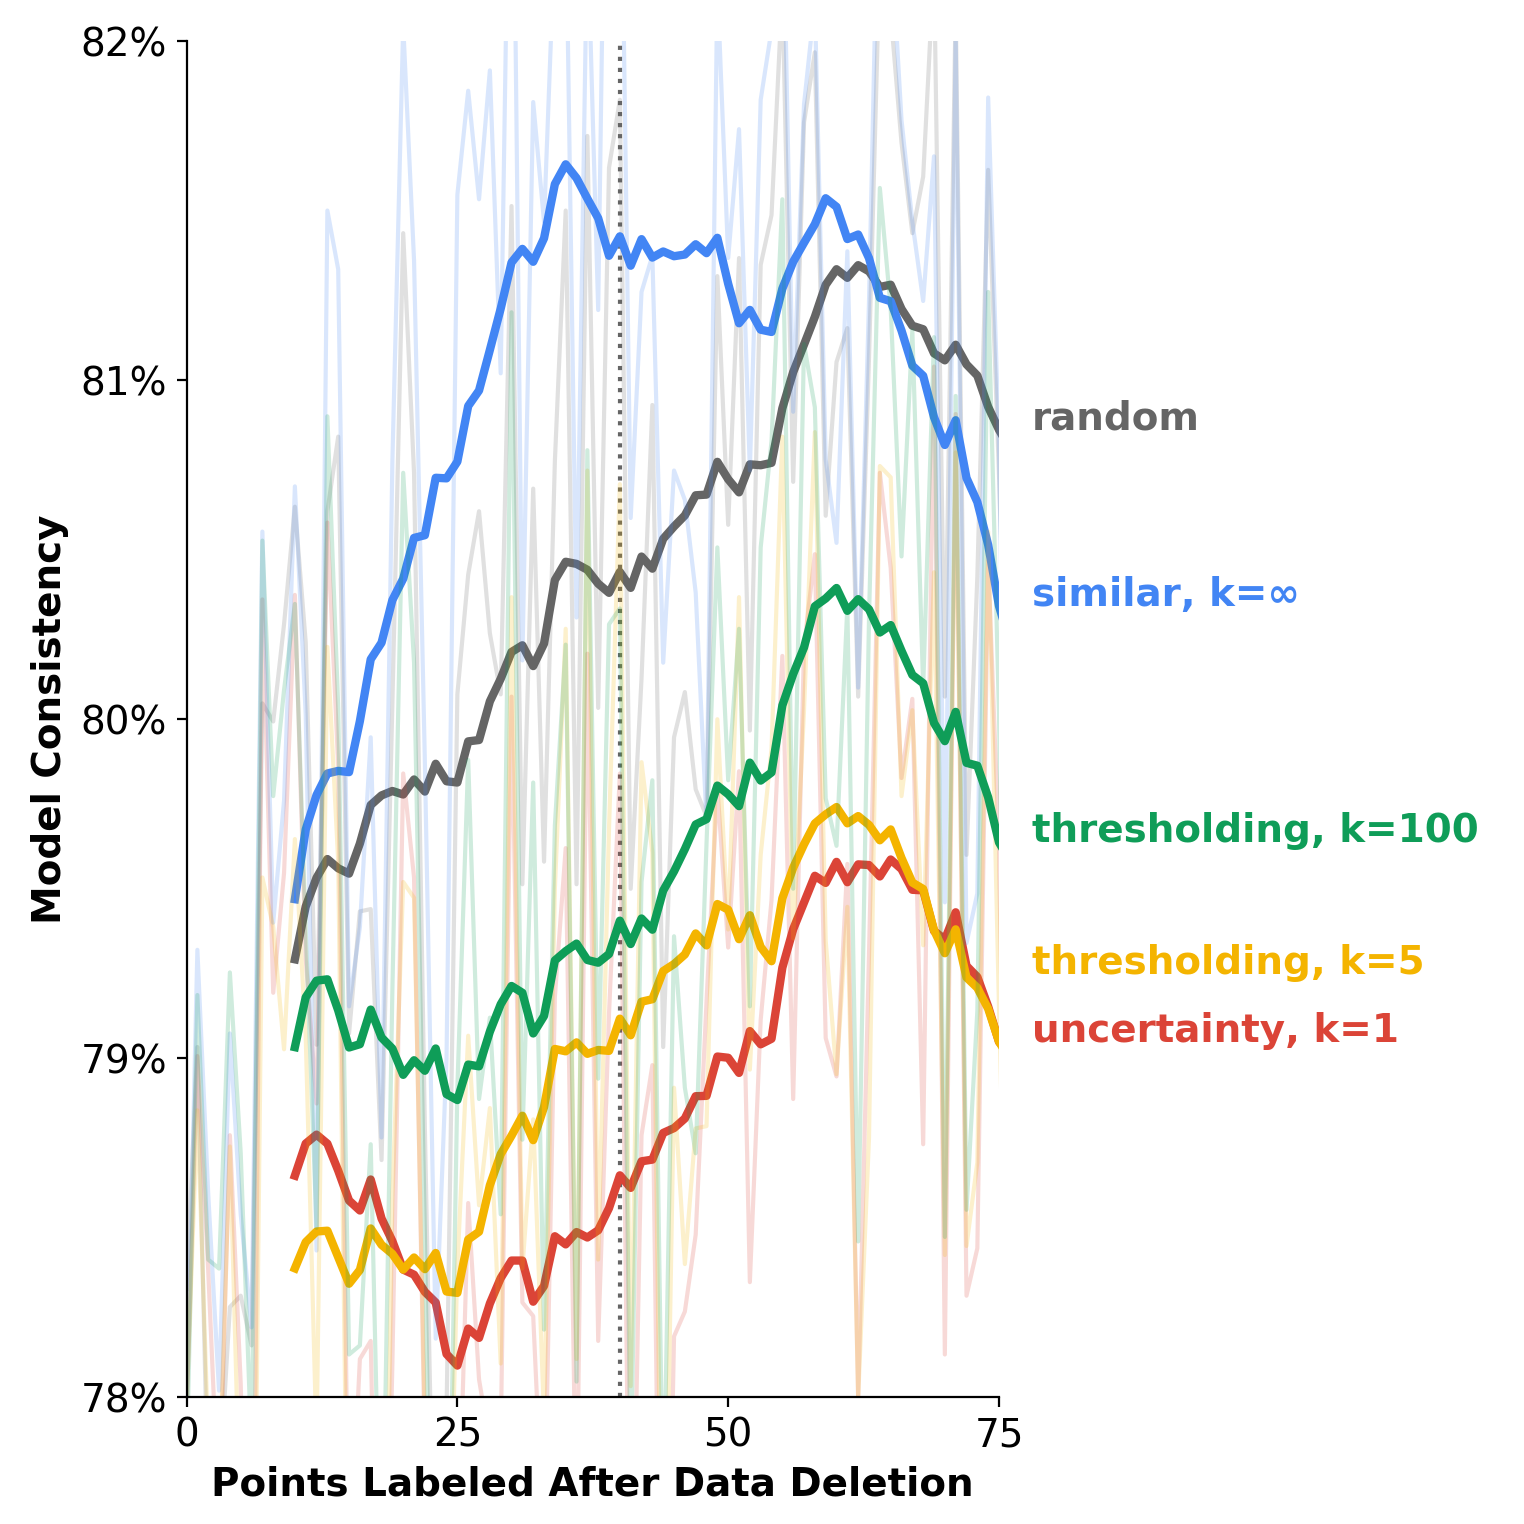 82%
81%
80%
79%
78%
Model Consistency
0 25 50 75
Points Labeled After Data Deletion
random
similar, k=∞
thresholding, k=100
thresholding, k=5
uncertainty, k=1